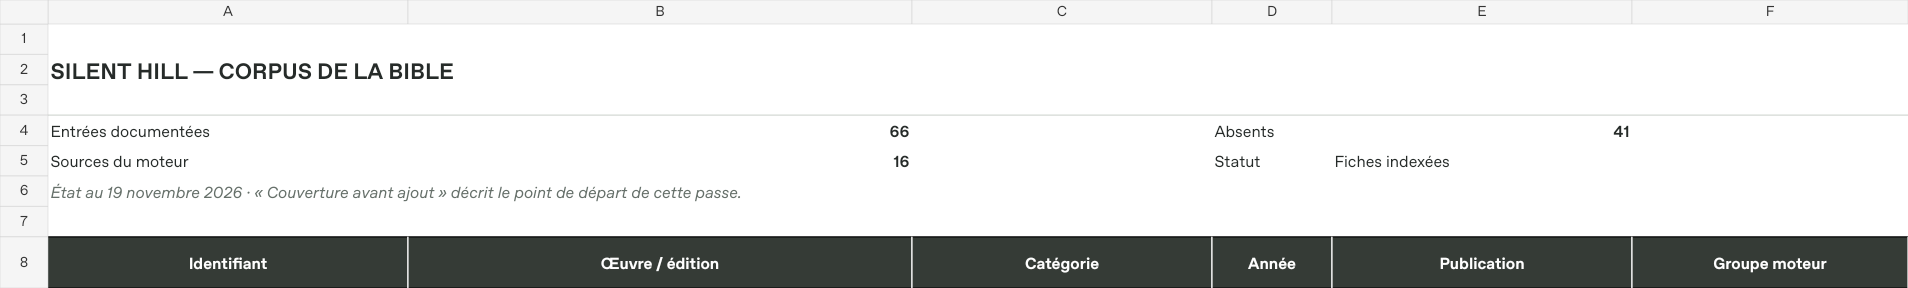 A B C D E F
1
2 SILENT HILL — CORPUS DE LA BIBLE
3
4 Entrées documentées 66 Absents 41
5 Sources du moteur 16 Statut Fiches indexées
6 État au 19 novembre 2026 · « Couverture avant ajout » décrit le point de départ de cette passe.
7
8 Identifiant Œuvre / édition Catégorie Année Publication Groupe moteur